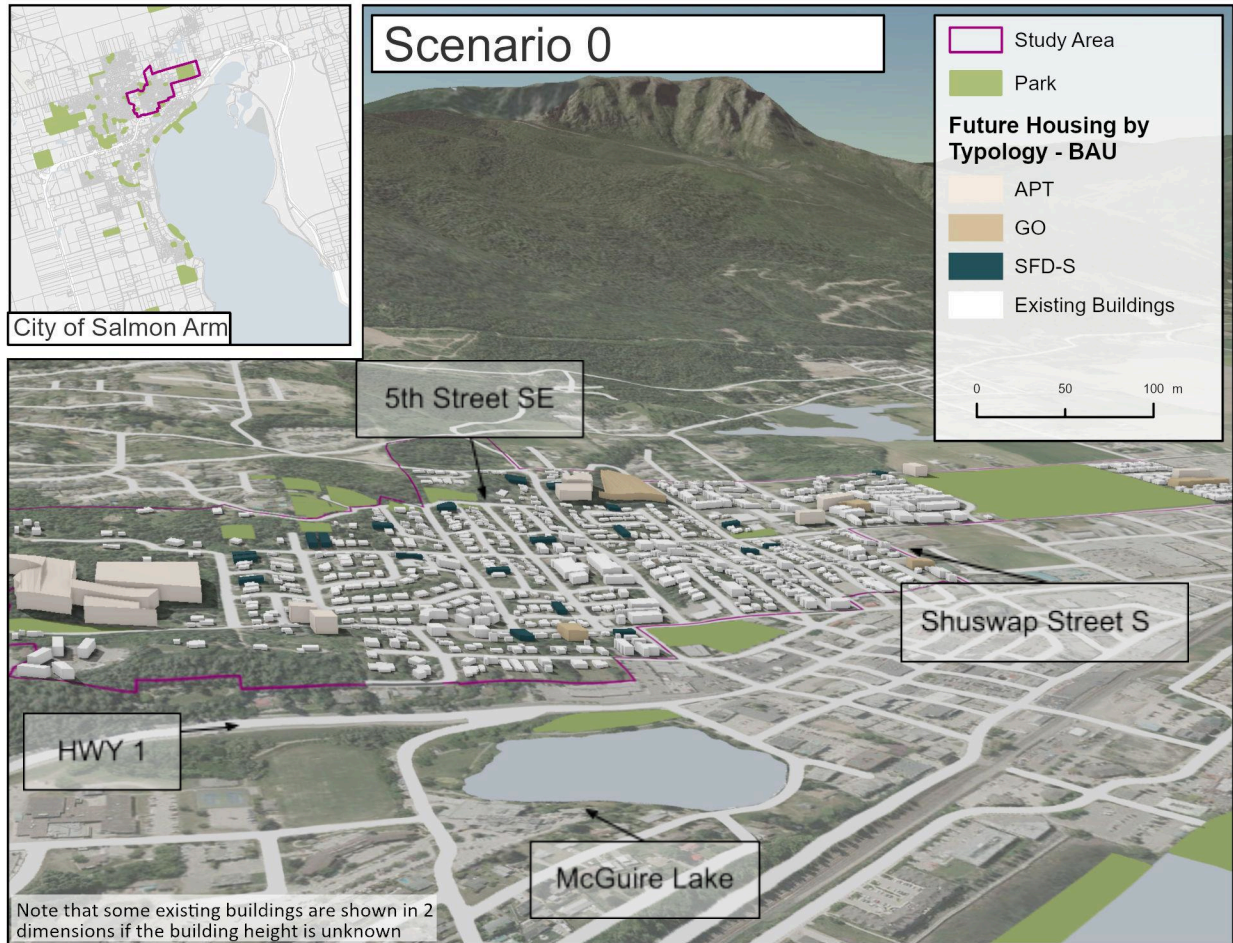 Scenario 0
City of Salmon Arm
Study Area
Park
Future Housing by
Typology - BAU
APT
GO
SFD-S
Existing Buildings
0 50 100 m
5th Street SE
Shuswap Street S
HWY 1
McGuire Lake
Note that some existing buildings are shown in 2
dimensions if the building height is unknown